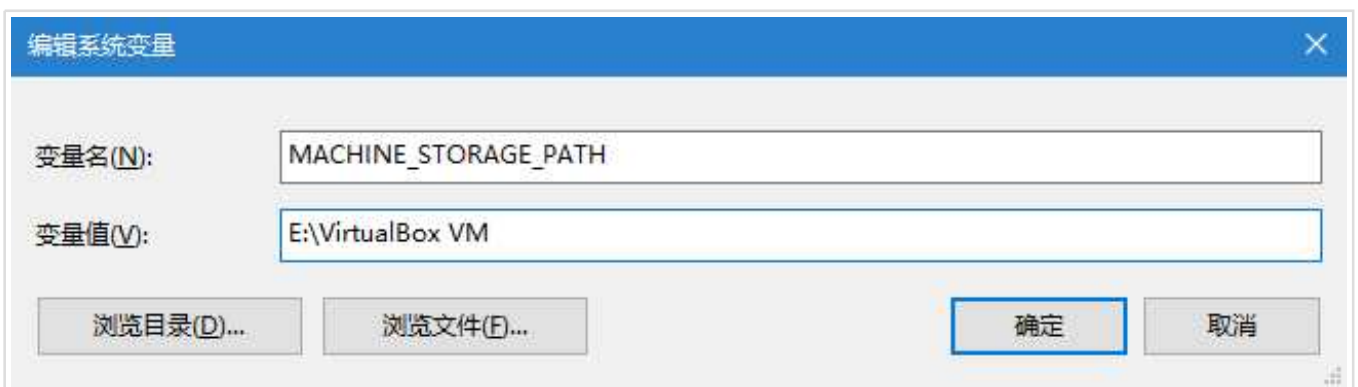 编辑系统变量
变量名(N): MACHINE_STORAGE_PATH
变量值(V): E:\VirtualBox VM
浏览目录(D)... 浏览文件(F)... 确定 取消